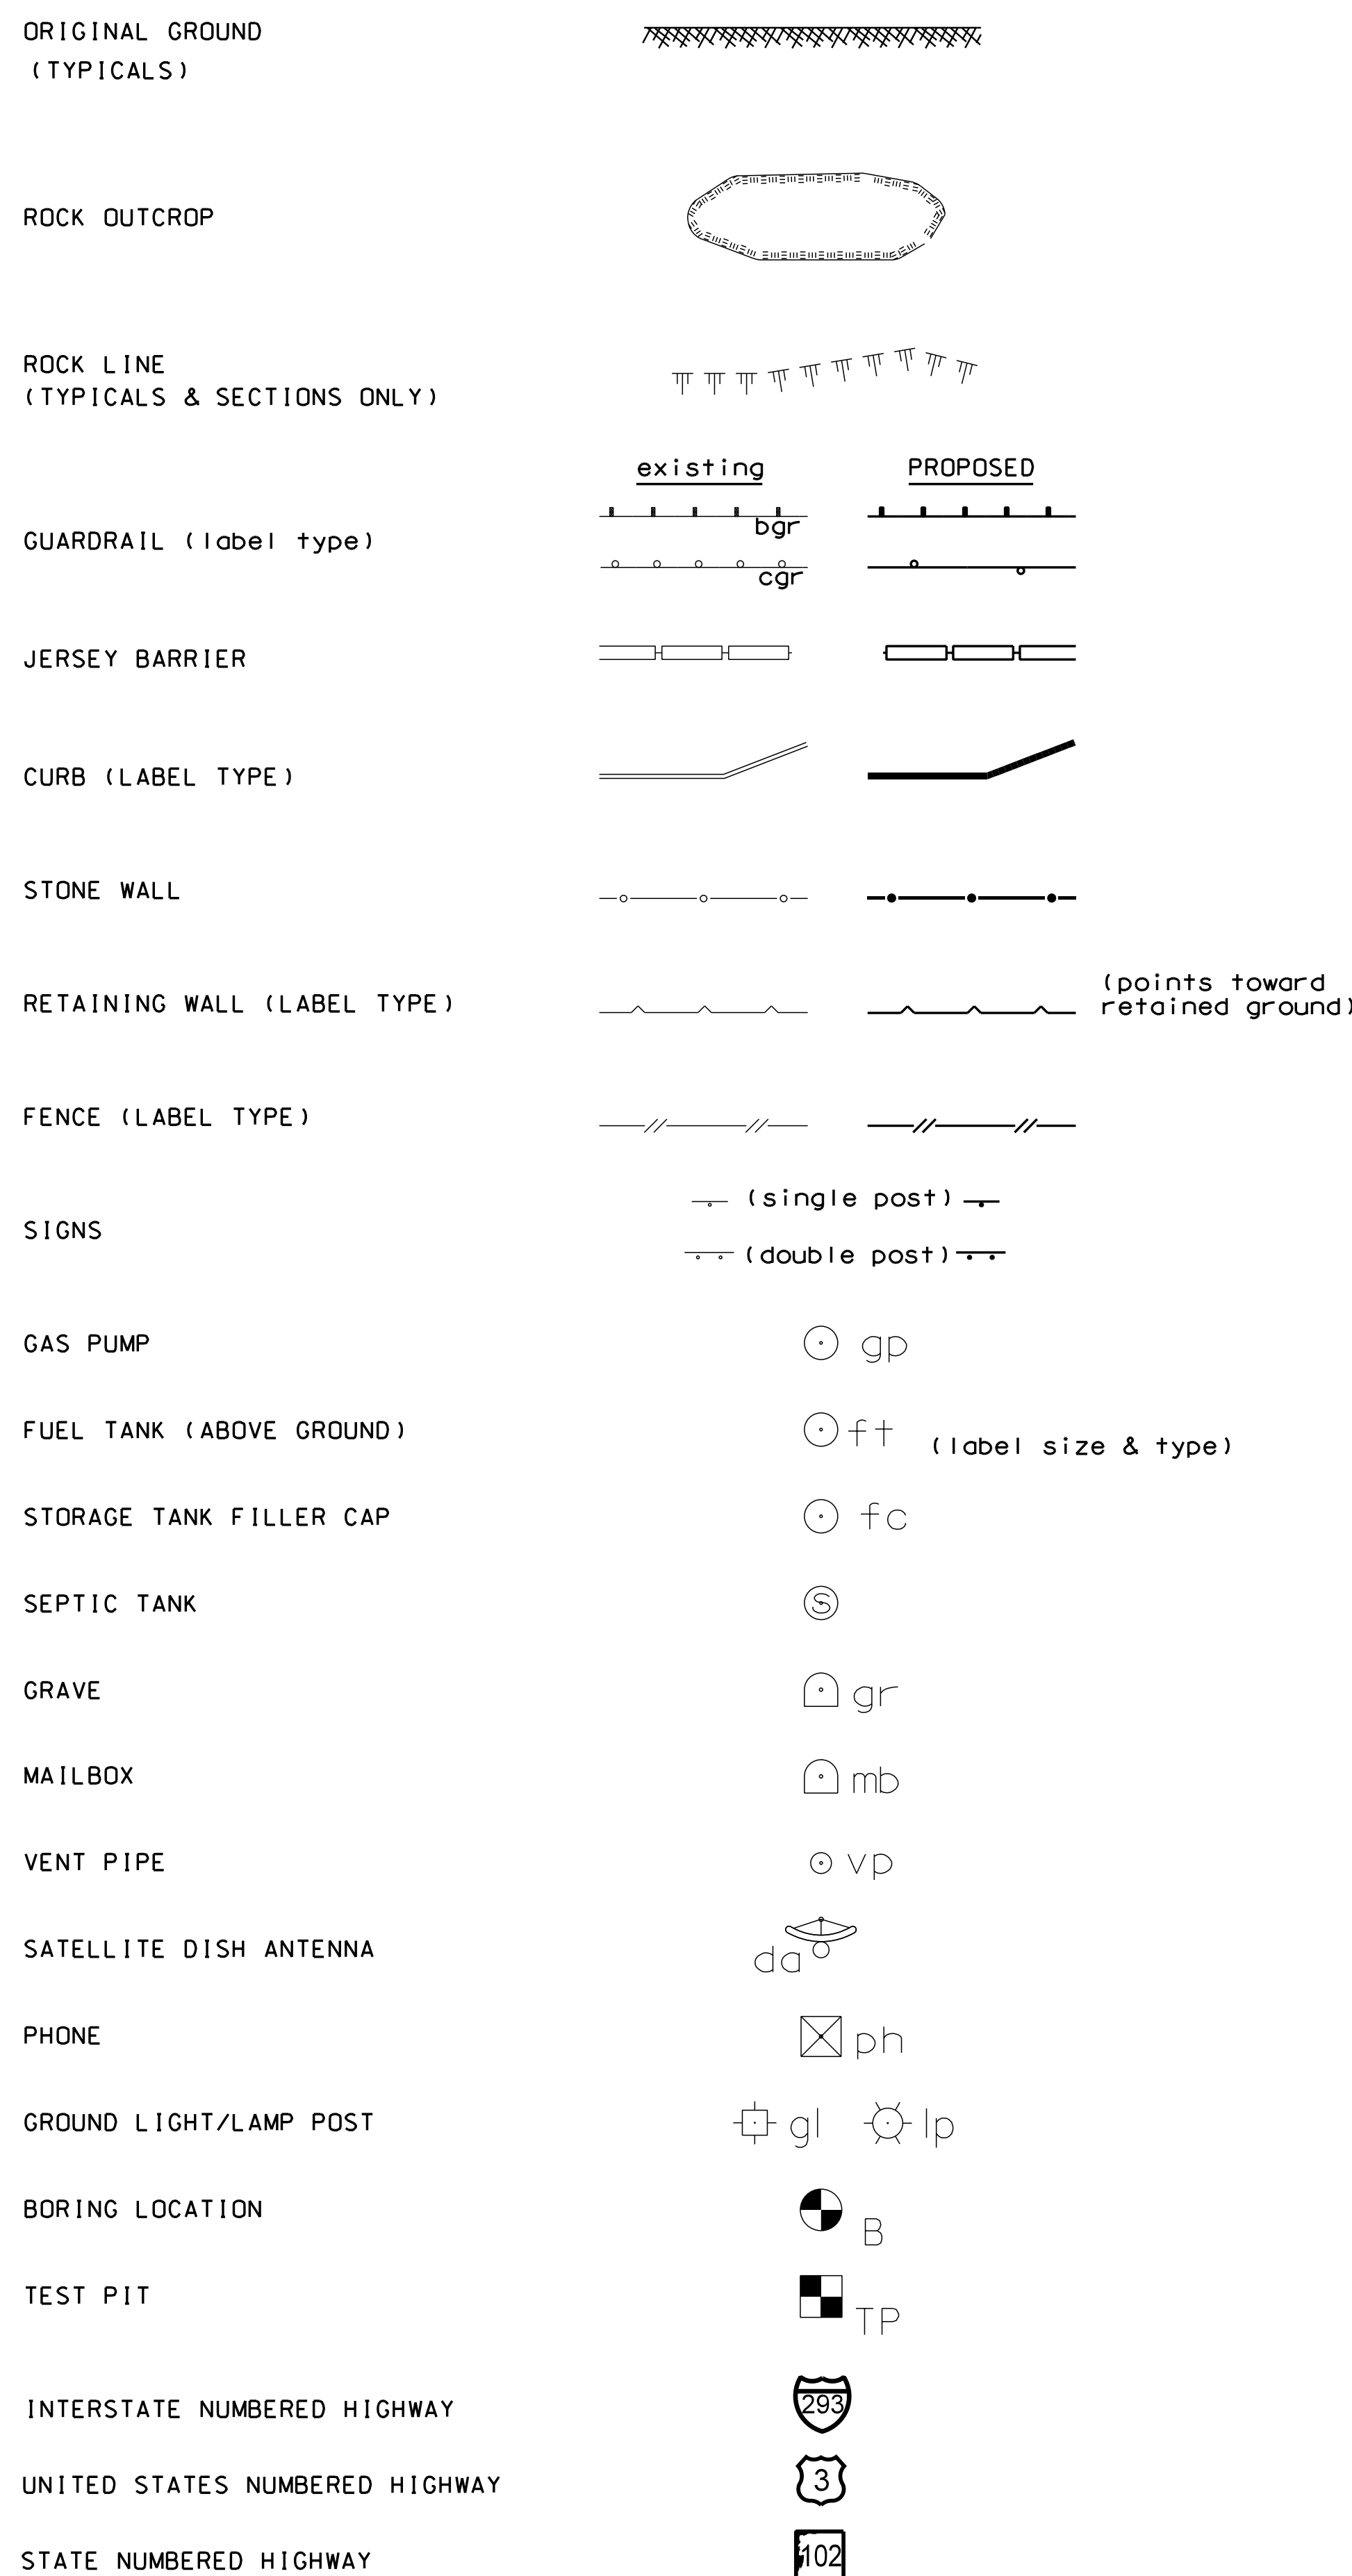 ORIGINAL GROUND
(TYPICALS)
ROCK OUTCROP
ROCK LINE
(TYPICALS & SECTIONS ONLY)
existing PROPOSED
GUARDRAIL (label type) bgr
cgr
JERSEY BARRIER
CURB (LABEL TYPE)
STONE WALL
RETAINING WALL (LABEL TYPE) (points toward
retained ground)
FENCE (LABEL TYPE)
SIGNS (single post)
(double post)
GAS PUMP gp
FUEL TANK (ABOVE GROUND) ft (label size & type)
STORAGE TANK FILLER CAP fc
SEPTIC TANK S
GRAVE gr
MAILBOX mb
VENT PIPE vp
SATELLITE DISH ANTENNA da
PHONE ph
GROUND LIGHT/LAMP POST gl lp
BORING LOCATION B
TEST PIT TP
INTERSTATE NUMBERED HIGHWAY 293
UNITED STATES NUMBERED HIGHWAY 3
STATE NUMBERED HIGHWAY 102